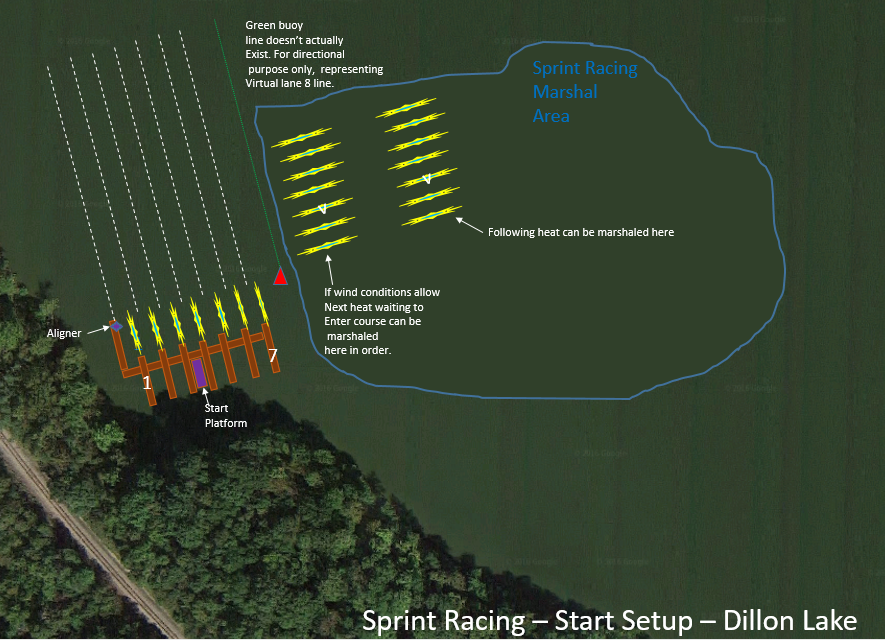 Green buoy
line doesn't actually
Exist. For directional
purpose only, representing
Virtual lane 8 line.
Sprint Racing
Marshal
Area
Following heat can be marshaled here
If wind conditions allow
Next heat waiting to
Enter course can be
marshaled
here in order.
Aligner
1
7
Start
Platform
Sprint Racing – Start Setup – Dillon Lake